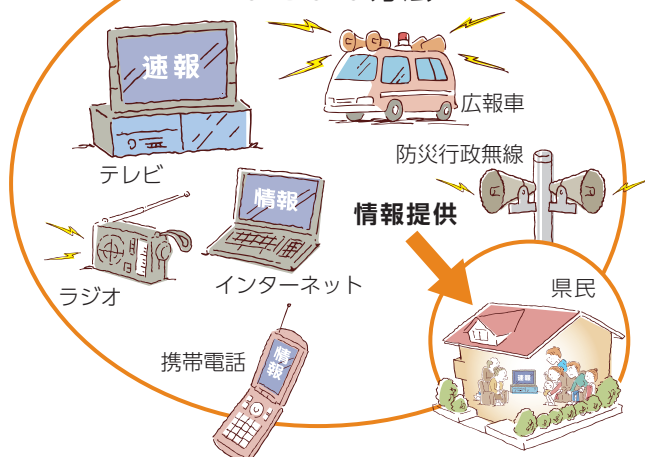 速報
広報車
テレビ
防災行政無線
情報
情報提供
ラジオ
インターネット
県民
携帯電話
情報
速報